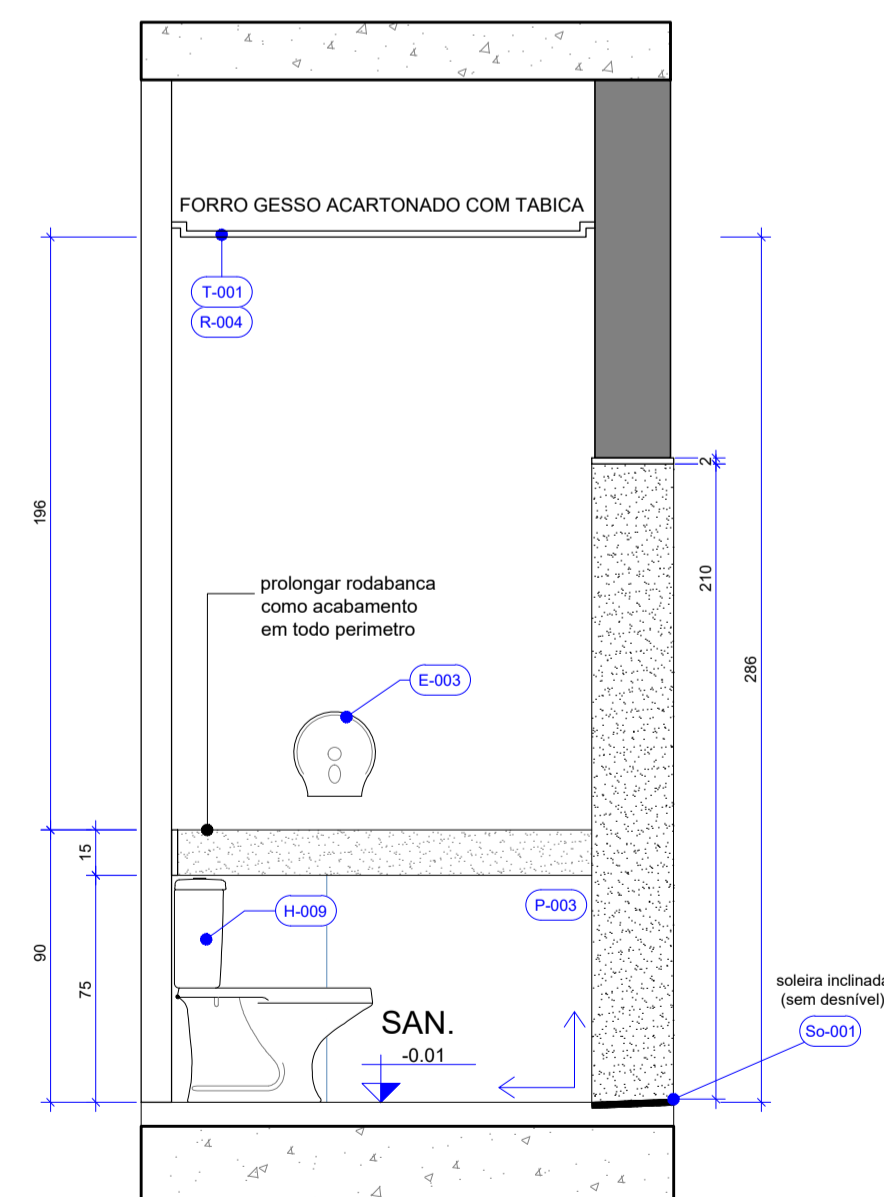 FORRO GESSO ACARTONADO COM TABICA
T-001
R-004
2
196
210
prolongar rodabanca
como acabamento
em todo perimetro
286
E-003
15
H-009
P-003
90
75
soleira inclinada
(sem desnível)
So-001
SAN.
-0.01